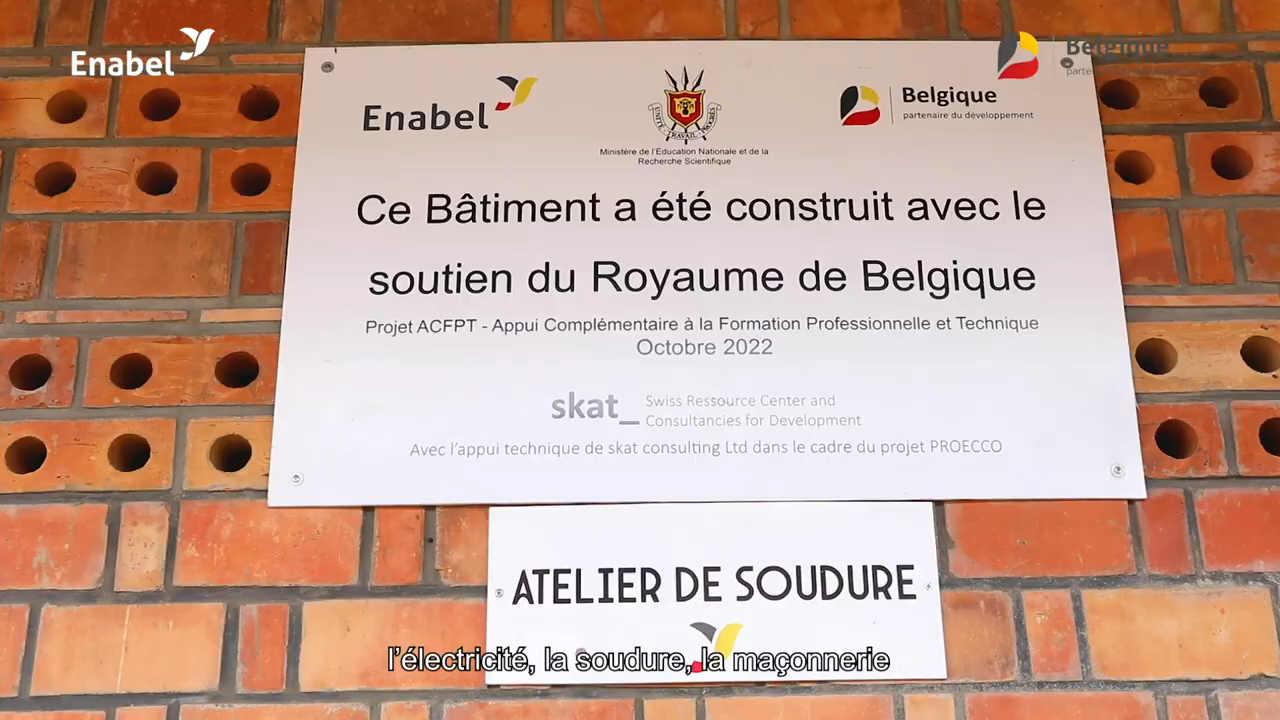 Enabel
Belgique
Enabel
Belgique
partenaire du développement
UNITE TRAVAIL PROGRES
Ministère de l'Education Nationale et de la
Recherche Scientifique
Ce Bâtiment a été construit avec le
soutien du Royaume de Belgique
Projet ACFPT - Appui Complémentaire à la Formation Professionnelle et Technique
Octobre 2022
skat_
Swiss Ressource Center and
Consultancies for Development
Avec l'appui technique de skat consulting Ltd dans le cadre du projet PROECCO
ATELIER DE SOUDURE
l'électricité, la soudure, la maçonnerie